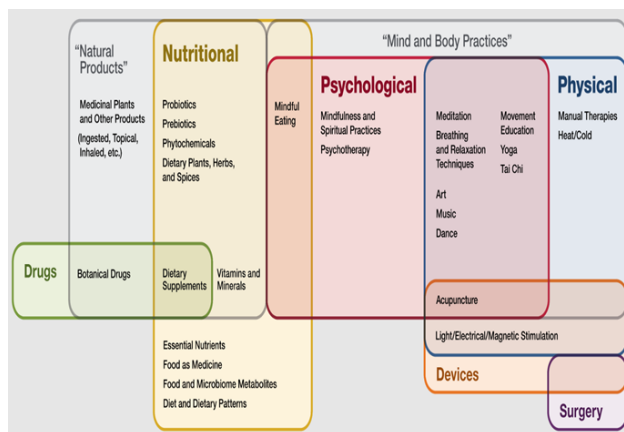 "Natural
Products"
Medicinal Plants
and Other Products
(Ingested, Topical,
Inhaled, etc.)
Nutritional
Probiotics
Prebiotics
Phytochemicals
Dietary Plants, Herbs,
and Spices
"Mind and Body Practices"
Mindful
Eating
Psychological
Mindfulness and
Spiritual Practices
Psychotherapy
Meditation
Breathing
and Relaxation
Techniques
Art
Music
Dance
Movement
Education
Yoga
Tai Chi
Physical
Manual Therapies
Heat/Cold
Drugs
Botanical Drugs
Dietary
Supplements
Vitamins and
Minerals
Acupuncture
Light/Electrical/Magnetic Stimulation
Essential Nutrients
Food as Medicine
Food and Microbiome Metabolites
Diet and Dietary Patterns
Devices
Surgery